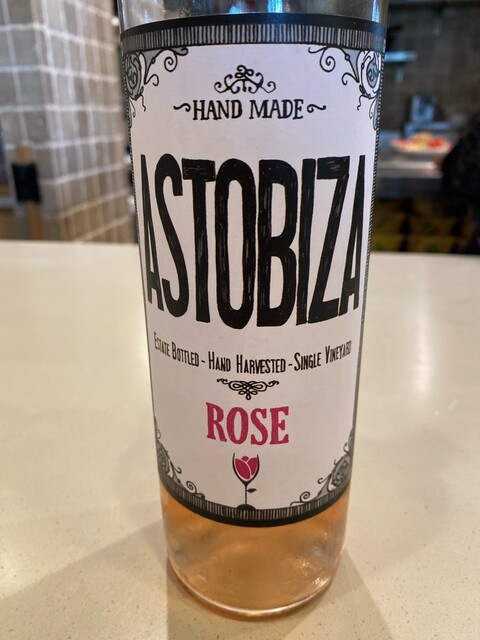 ~HAND MADE~
ASTOBIZA
ESTATE BOTTLED - HAND HARVESTED - SINGLE VINEYARD
ROSE